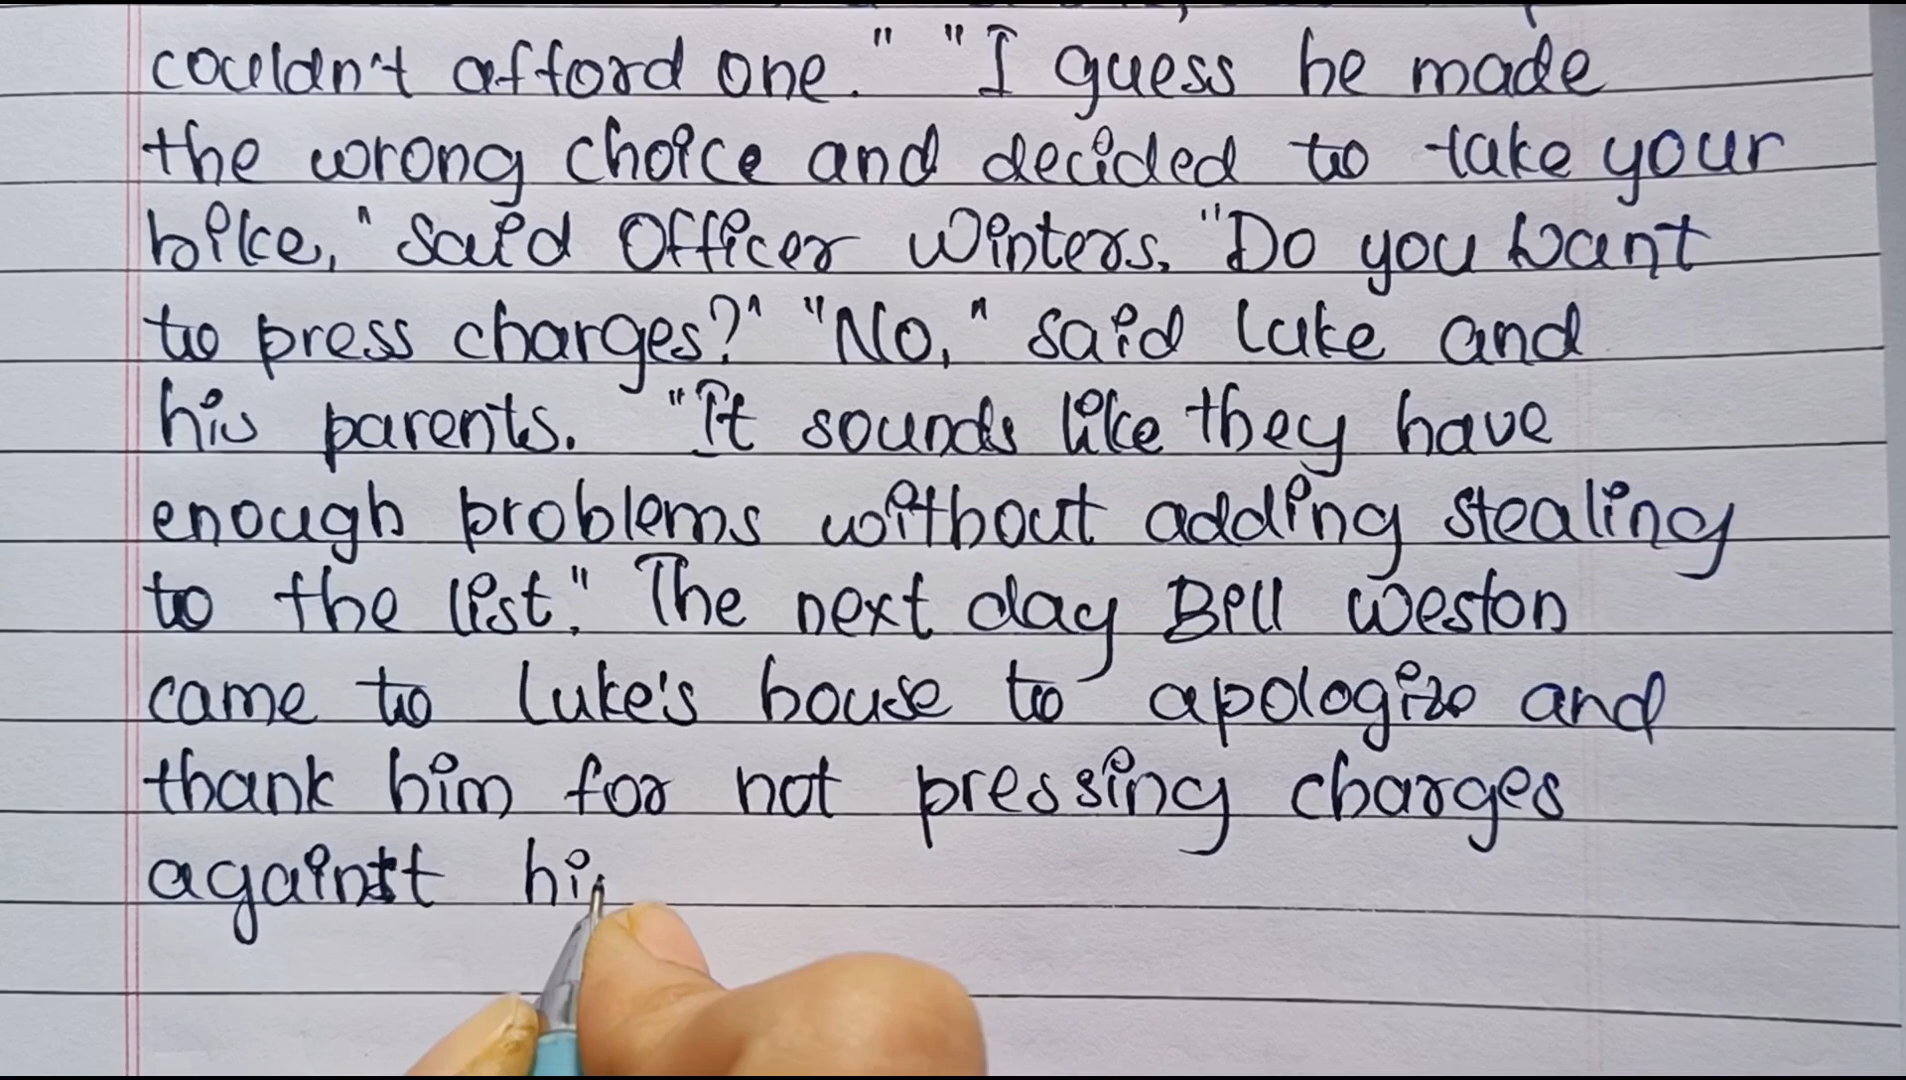 couldn't afford one." "I guess he made
the wrong choice and decided to take your
bike," said Officer Winters. "Do you want
to press charges?" "No," said Luke and
his parents. "It sounds like they have
enough problems without adding stealing
to the list." The next day Bill Weston
came to Luke's house to apologize and
thank him for not pressing charges
against hi